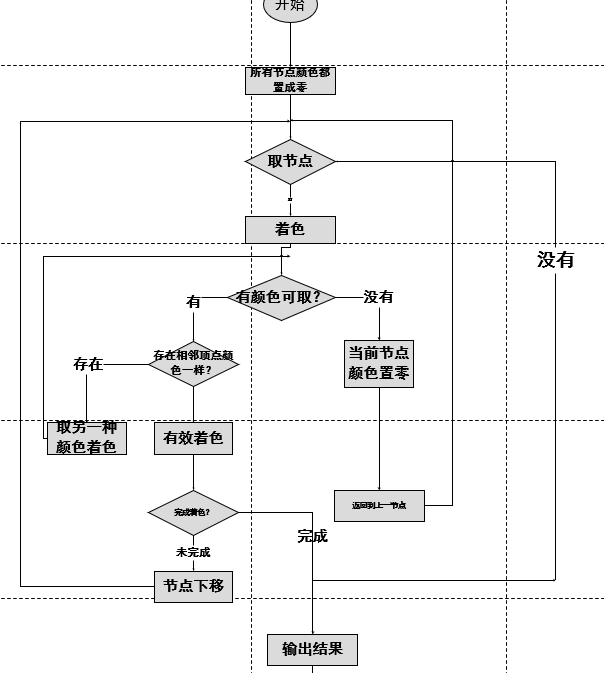 开始
所有节点颜色都
置成零
取节点
着色
没有
有颜色可取？
有
没有
存在相邻顶点颜
色一样？
存在
当前节点
颜色置零
取另一种
颜色着色
有效着色
返回到上一节点
完成着色？
完成
未完成
节点下移
输出结果